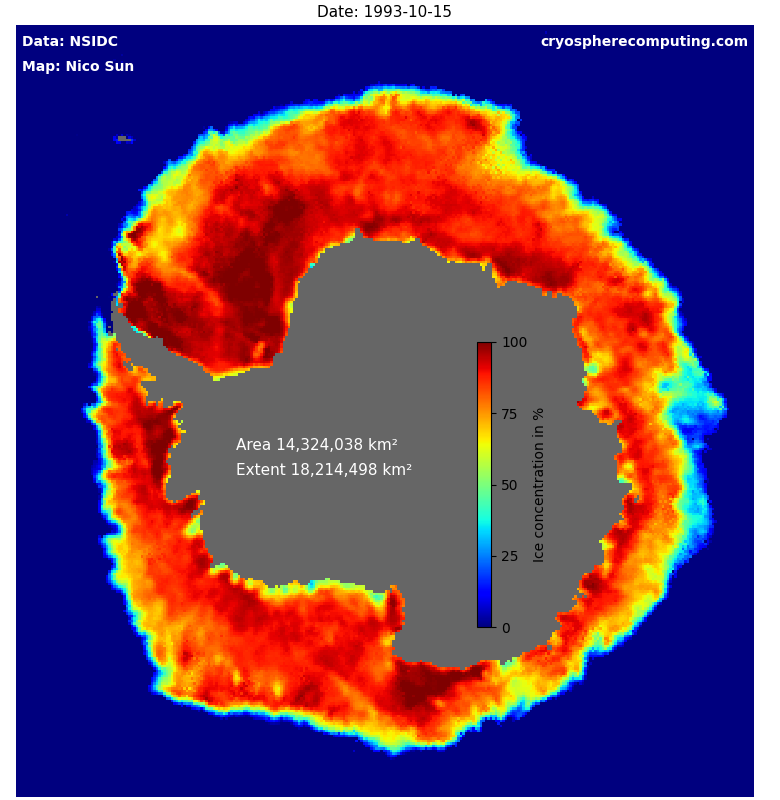 Date: 1993-10-15
Data: NSIDC
cryospherecomputing.com
Map: Nico Sun
100
75
50
25
0
Ice concentration in %
Area 14,324,038 km²
Extent 18,214,498 km²